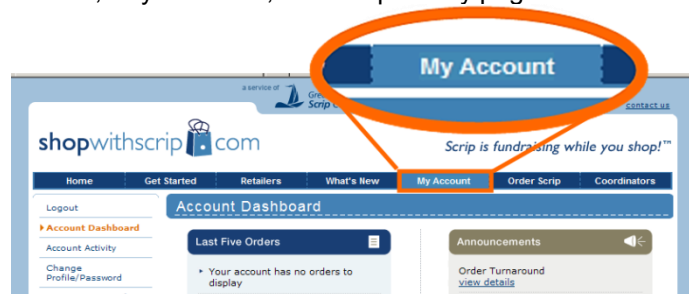 My Account
a service of
Scrip
contact us
shopwithscrip com
Scrip is fundraising while you shop!™
Home Get Started Retailers What's New My Account Order Scrip Coordinators
Logout
Account Dashboard
Account Activity
Change
Profile/Password
Account Dashboard
Last Five Orders
Your account has no orders to
display
Announcements
Order Turnaround
view details